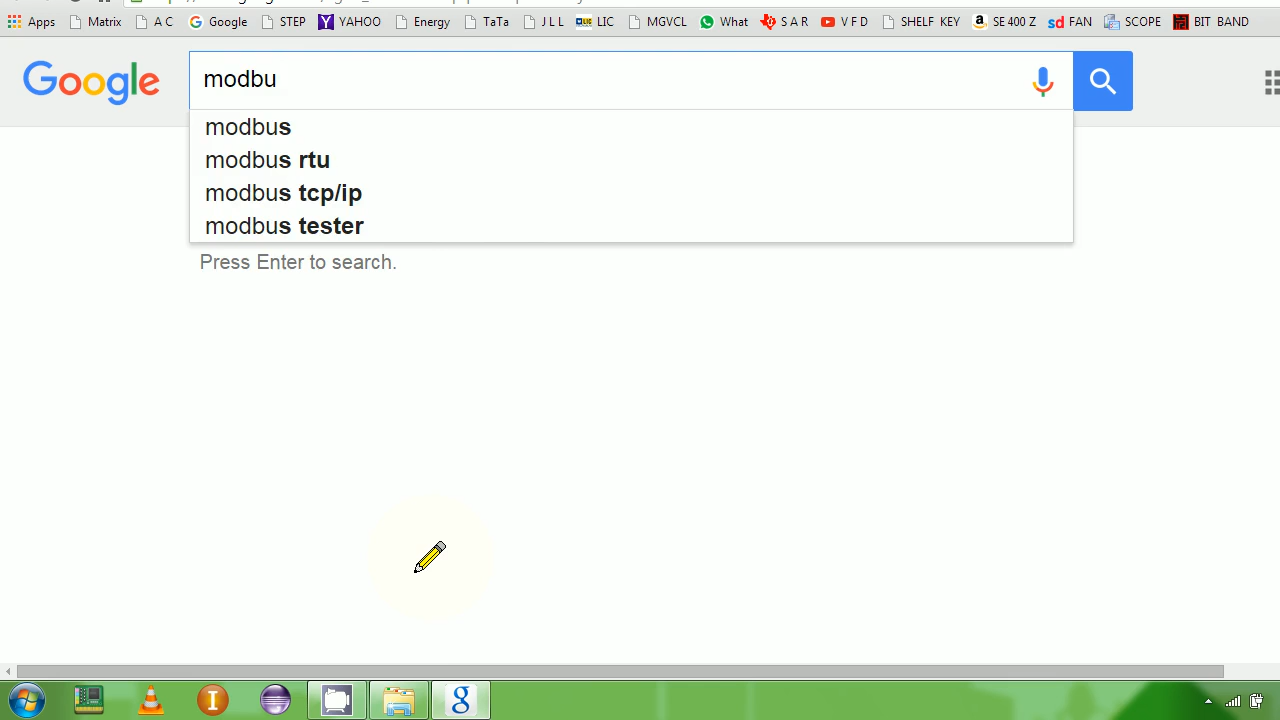 Apps Matrix A C Google STEP YAHOO Energy TaTa J L L LIC MGVCL What S A R V F D SHELF KEY SE 400 Z FAN SCOPE BIT BAND
Google modbu
modbus
modbus rtu
modbus tcp/ip
modbus tester
Press Enter to search.